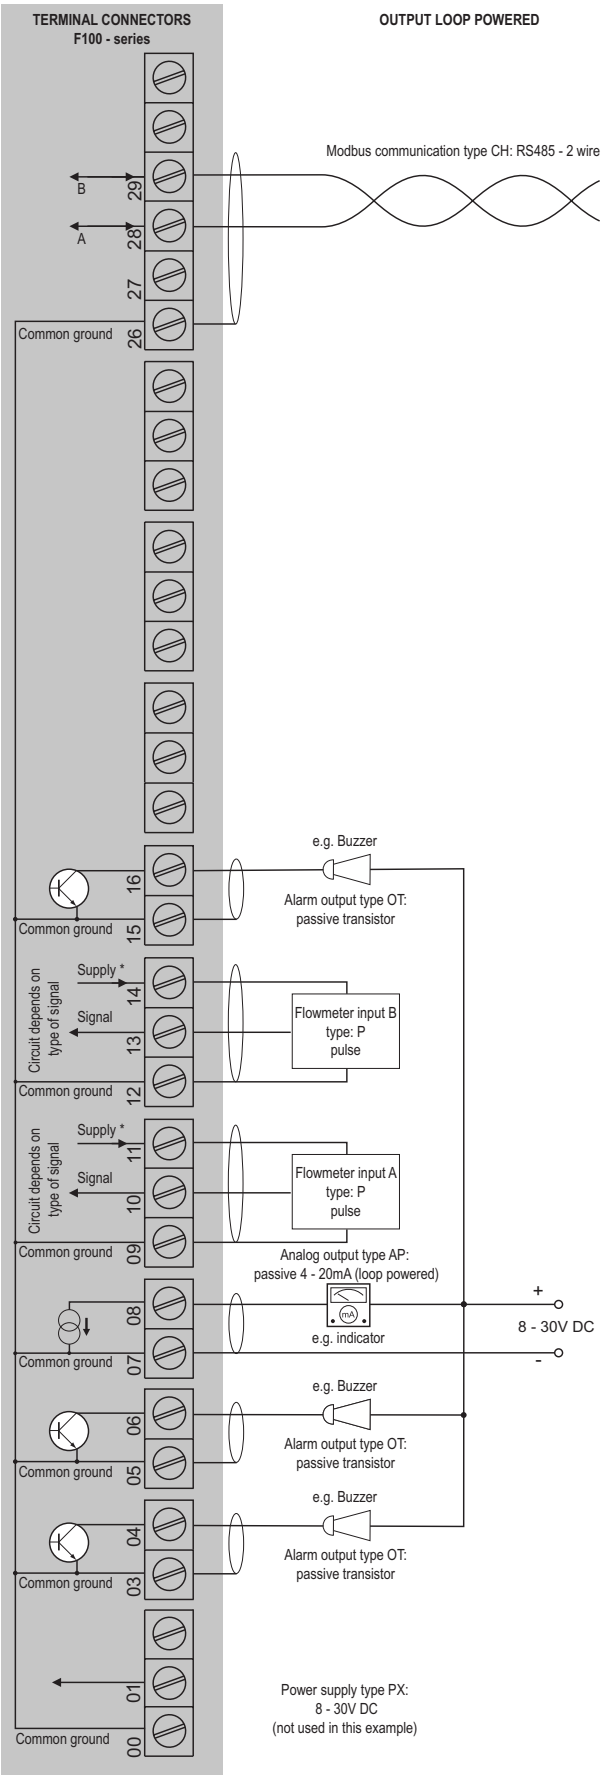 TERMINAL CONNECTORS
F100 - series
OUTPUT LOOP POWERED
Modbus communication type CH: RS485 - 2 wire
B
29
A
28
27
Common ground
26
e.g. Buzzer
16
Alarm output type OT:
passive transistor
Common ground
15
Circuit depends on
type of signal
Supply *
14
Signal
13
Flowmeter input B
type: P
pulse
Common ground
12
Circuit depends on
type of signal
Supply *
11
Signal
10
Flowmeter input A
type: P
pulse
Common ground
09
Analog output type AP:
passive 4 - 20mA (loop powered)
08
mA
+
8 - 30V DC
-
e.g. indicator
Common ground
07
e.g. Buzzer
06
Alarm output type OT:
passive transistor
Common ground
05
e.g. Buzzer
04
Alarm output type OT:
passive transistor
Common ground
03
01
Power supply type PX:
8 - 30V DC
(not used in this example)
Common ground
00